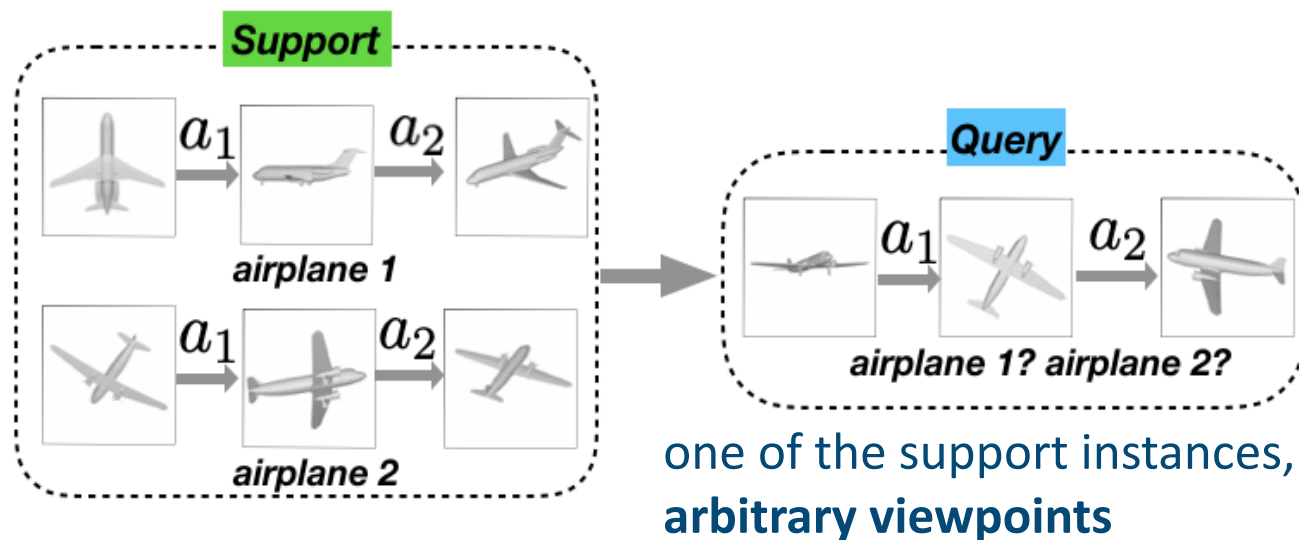 Support
a₁ a₂
airplane 1
a₁ a₂
airplane 2
Query
a₁ a₂
airplane 1? airplane 2?
one of the support instances,
arbitrary viewpoints